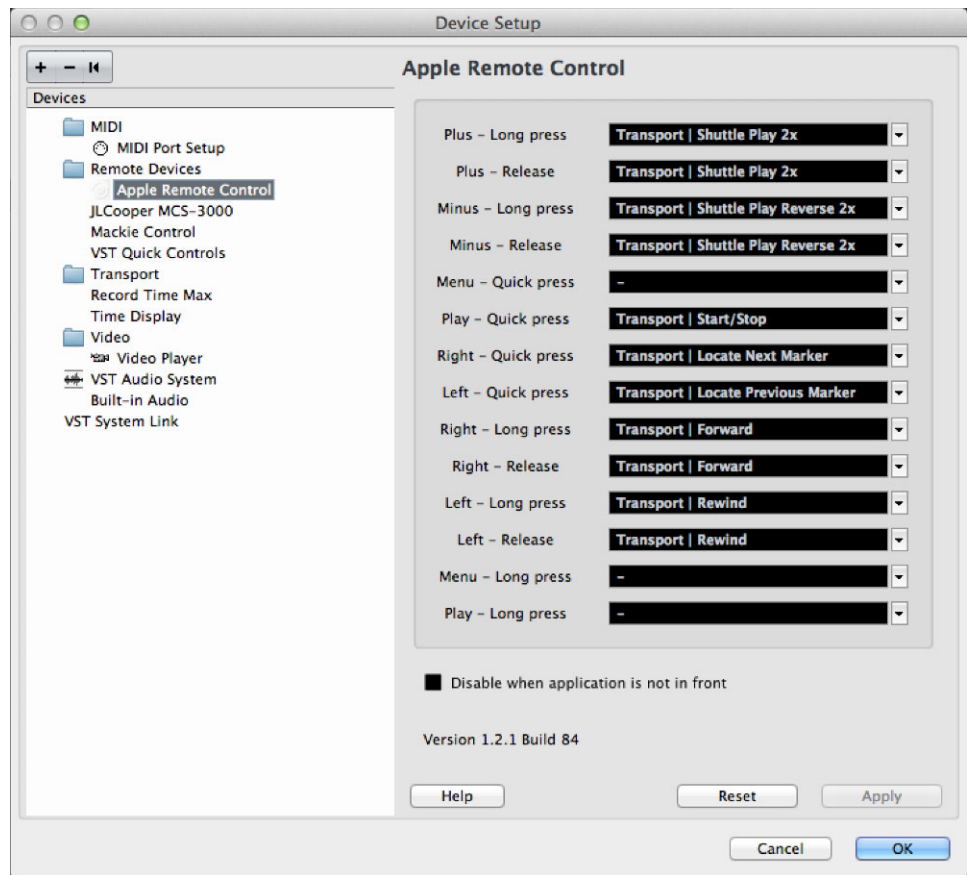 Device Setup
+ –
Devices
MIDI
MIDI Port Setup
Remote Devices
Apple Remote Control
JLCooper MCS-3000
Mackie Control
VST Quick Controls
Transport
Record Time Max
Time Display
Video
Video Player
VST Audio System
Built-in Audio
VST System Link
Apple Remote Control
Plus – Long press Transport | Shuttle Play 2x
Plus – Release Transport | Shuttle Play 2x
Minus – Long press Transport | Shuttle Play Reverse 2x
Minus – Release Transport | Shuttle Play Reverse 2x
Menu – Quick press –
Play – Quick press Transport | Start/Stop
Right – Quick press Transport | Locate Next Marker
Left – Quick press Transport | Locate Previous Marker
Right – Long press Transport | Forward
Right – Release Transport | Forward
Left – Long press Transport | Rewind
Left – Release Transport | Rewind
Menu – Long press –
Play – Long press –
Disable when application is not in front
Version 1.2.1 Build 84
Help Reset Apply
Cancel OK